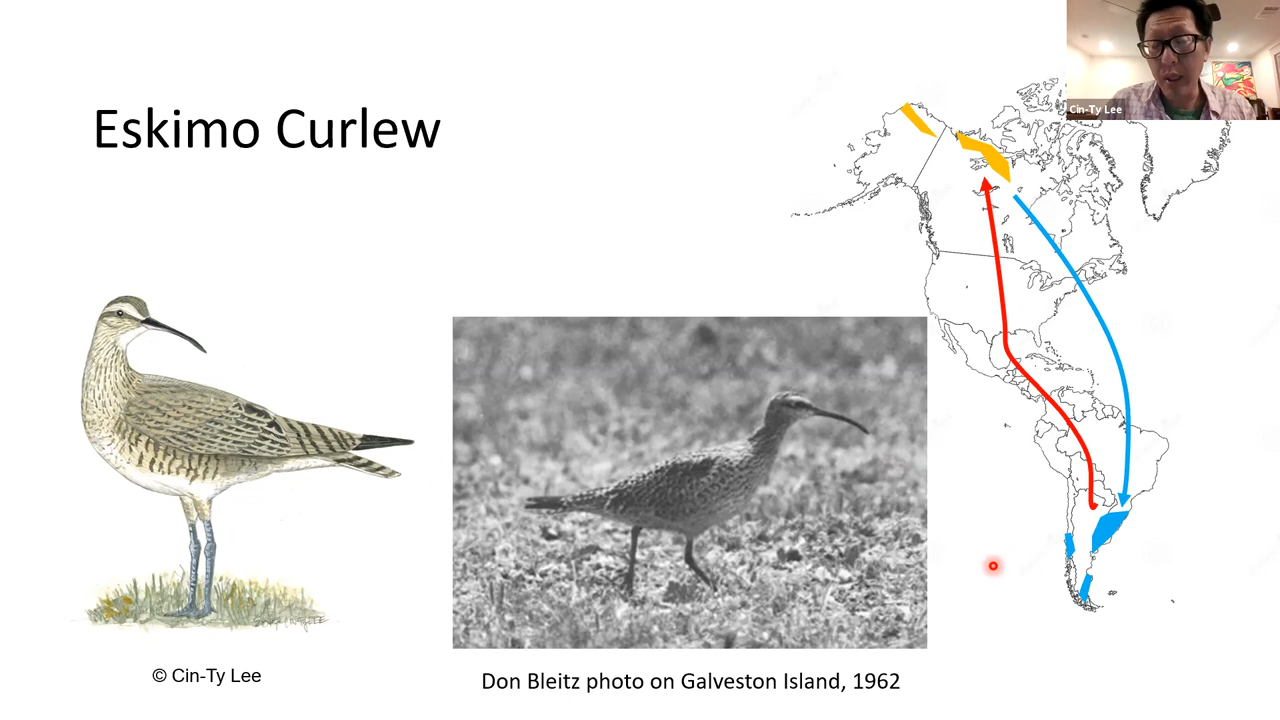 Cin-Ty Lee
Eskimo Curlew
© Cin-Ty Lee
Don Bleitz photo on Galveston Island, 1962